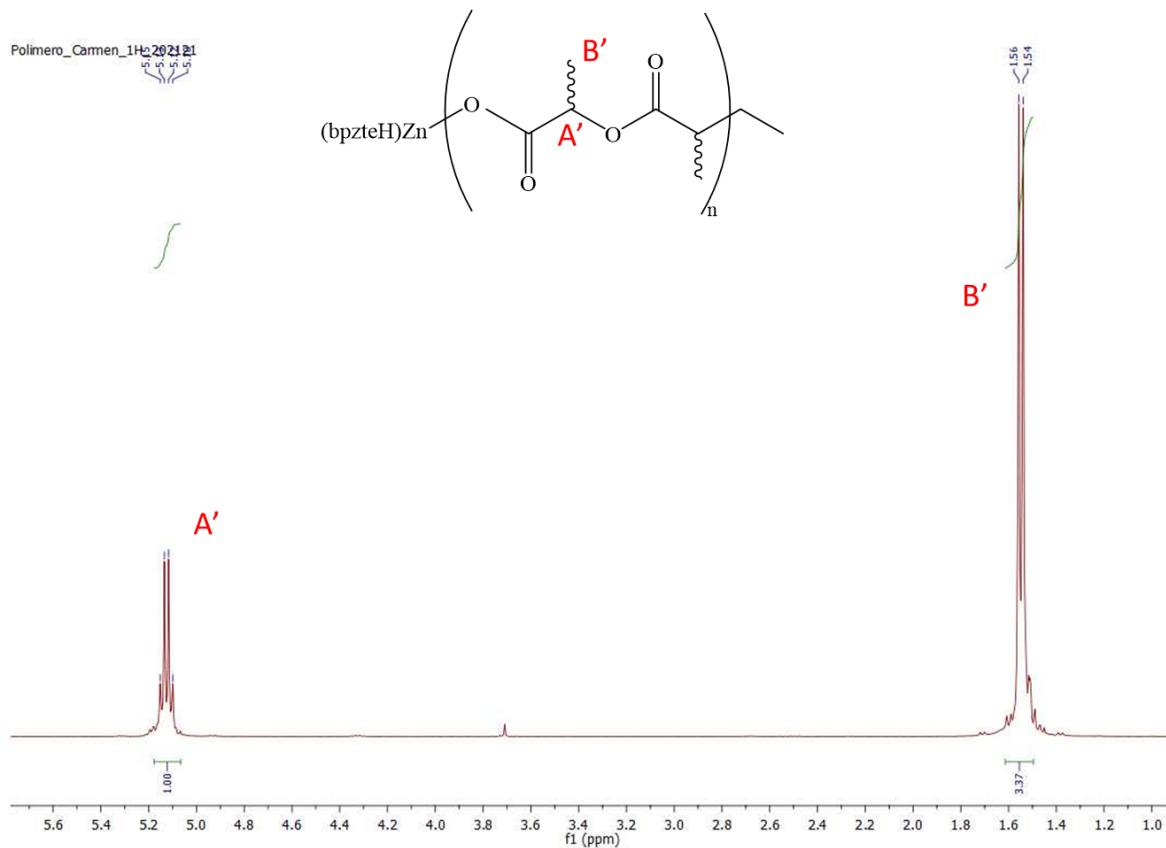 Polimero_Carmen_1H
1.56
1.54
B’
O
O
(bpzteH)Zn
A’
O
O
n
B’
A’
1.00
3.37
5.6 5.4 5.2 5.0 4.8 4.6 4.4 4.2 4.0 3.8 3.6 3.4 3.2 3.0 2.8 2.6 2.4 2.2 2.0 1.8 1.6 1.4 1.2 1.0
f1 (ppm)